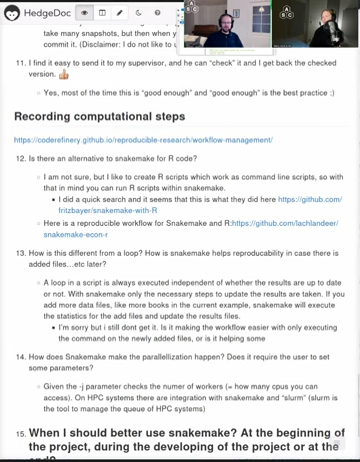 HedgeDoc
take many snapshots, but then when y
commit it. (Disclaimer: I do not like to u
11. I find it easy to send it to my supervisor, and he can "check" it and I get back the checked
version. 👍
Yes, most of the time this is "good enough" and "good enough" is the best practice :)
Recording computational steps
https://coderefinery.github.io/reproducible-research/workflow-management/
12. Is there an alternative to snakemake for R code?
I am not sure, but I like to create R scripts which work as command line scripts, so with
that in mind you can run R scripts within snakemake.
I did a quick search and it seems that this is what they did here https://github.com/
fritzbayer/snakemake-with-R
Here is a reproducible workflow for Snakemake and R:https://github.com/lachlandeer/
snakemake-econ-r
13. How is this different from a loop? How is snakemake helps reproducability in case there is
added files...etc later?
A loop in a script is always executed independent of whether the results are up to date
or not. With snakemake only the necessary steps to update the results are taken. If you
add more data files, like more books in the current example, snakemake will execute
the statistics for the add files and update the results files.
I'm sorry but i still dont get it. Is it making the workflow easier with only executing
the command on the newly added files, or is it helping some
14. How does Snakemake make the parallellization happen? Does it require the user to set
some parameters?
Given the -j parameter checks the numer of workers (= how many cpus you can
access). On HPC systems there are integration with snakemake and "slurm" (slurm is
the tool to manage the queue of HPC systems)
15. When I should better use snakemake? At the beginning of
the project, during the developing of the project or at the
end?